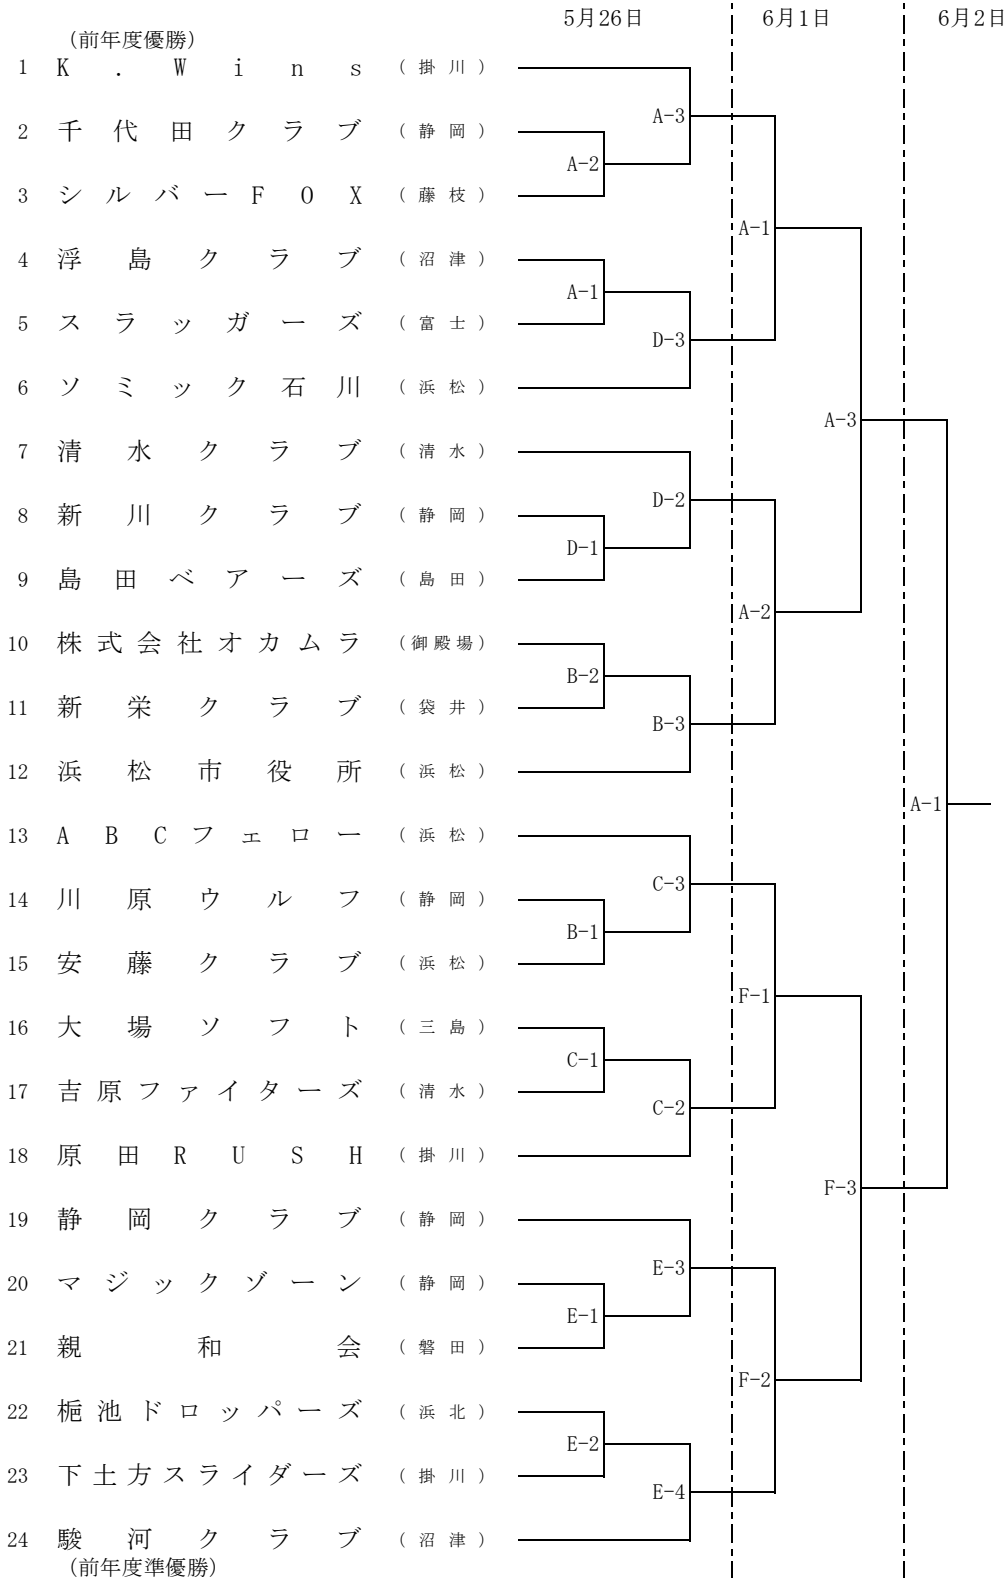 5月26日 6月1日 6月2日
(前年度優勝)
1 K.Wins (掛川)
A-3
2 千代田クラブ (静岡)
A-2
3 シルバーFOX (藤枝)
A-1
4 浮島クラブ (沼津)
A-1
5 スラッガーズ (富士)
D-3
6 ソミック石川 (浜松)
A-3
7 清水クラブ (清水)
D-2
8 新川クラブ (静岡)
D-1
9 島田ベアーズ (島田)
A-2
10 株式会社オカムラ (御殿場)
B-2
11 新栄クラブ (袋井)
B-3
12 浜松市役所 (浜松)
A-1
13 ABCフェロー (浜松)
C-3
14 川原ウルフ (静岡)
B-1
15 安藤クラブ (浜松)
F-1
16 大場ソフト (三島)
C-1
17 吉原ファイターズ (清水)
C-2
18 原田RUSH (掛川)
F-3
19 静岡クラブ (静岡)
E-3
20 マジックゾーン (静岡)
E-1
21 親和会 (磐田)
F-2
22 梔池ドロッパーズ (浜北)
E-2
23 下土方スライダーズ (掛川)
E-4
24 駿河クラブ (沼津)
(前年度準優勝)